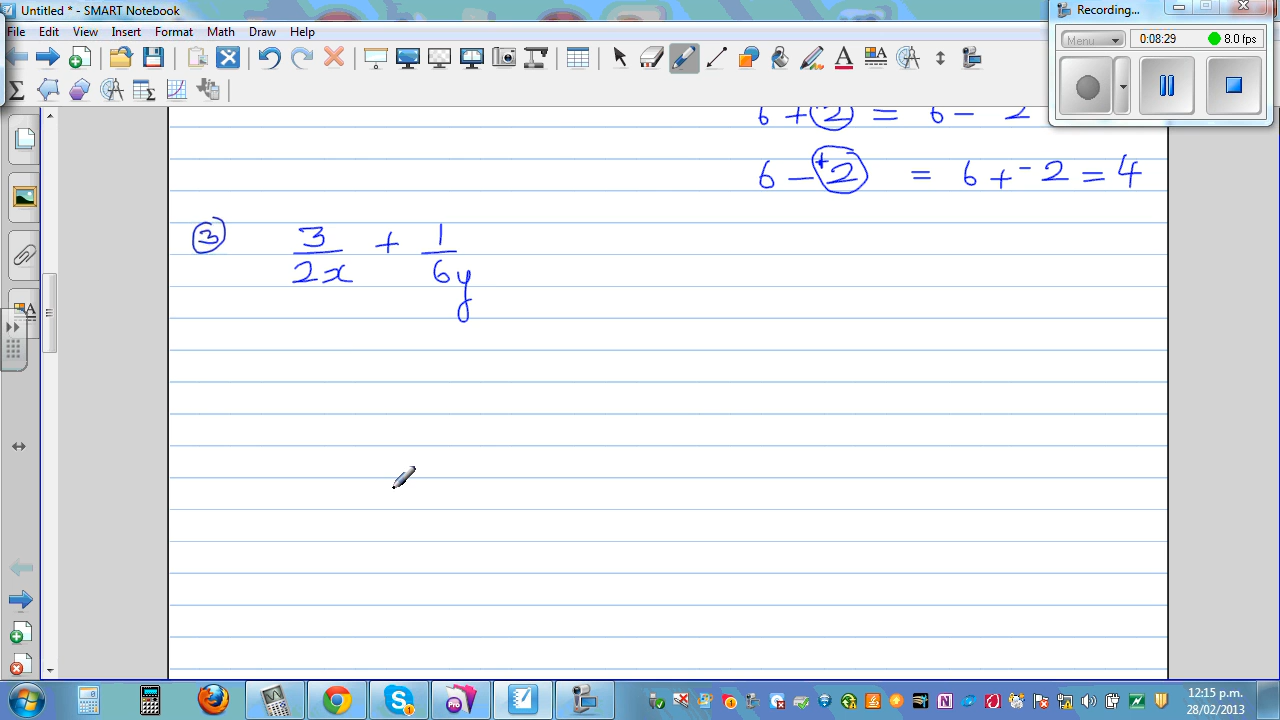 Untitled * - SMART Notebook
File Edit View Insert Format Math Draw Help
Recording...
Menu 0:08:29 8.0 fps
6 + ⁻2 = 6 - 2
6 - ⁺2 = 6 + ⁻2 = 4
③ 3/2x + 1/6y
12:15 p.m.
28/02/2013